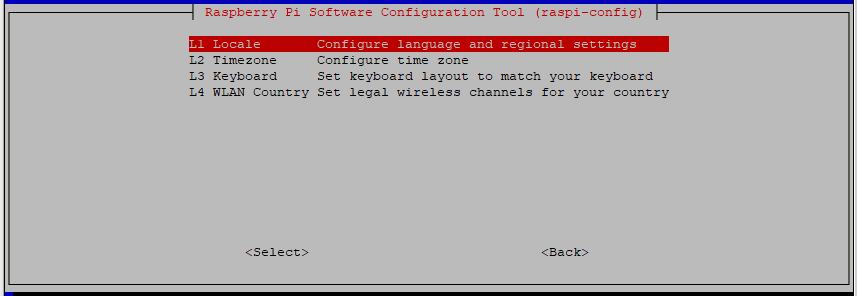 Raspberry Pi Software Configuration Tool (raspi-config)
L1 Locale Configure language and regional settings
L2 Timezone Configure time zone
L3 Keyboard Set keyboard layout to match your keyboard
L4 WLAN Country Set legal wireless channels for your country
<Select> <Back>